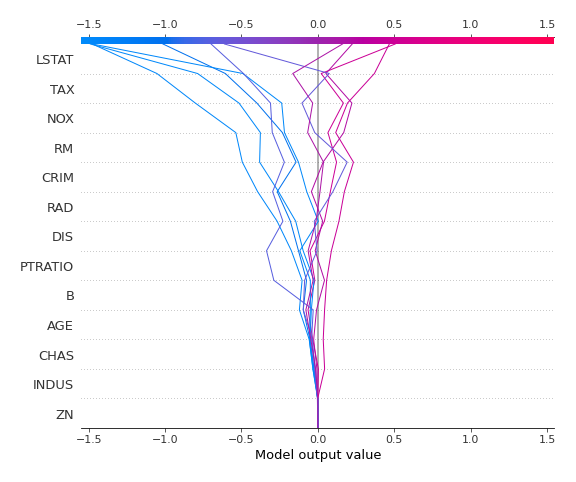 −1.5 −1.0 −0.5 0.0 0.5 1.0 1.5
LSTAT
TAX
NOX
RM
CRIM
RAD
DIS
PTRATIO
B
AGE
CHAS
INDUS
ZN
−1.5 −1.0 −0.5 0.0 0.5 1.0 1.5
Model output value